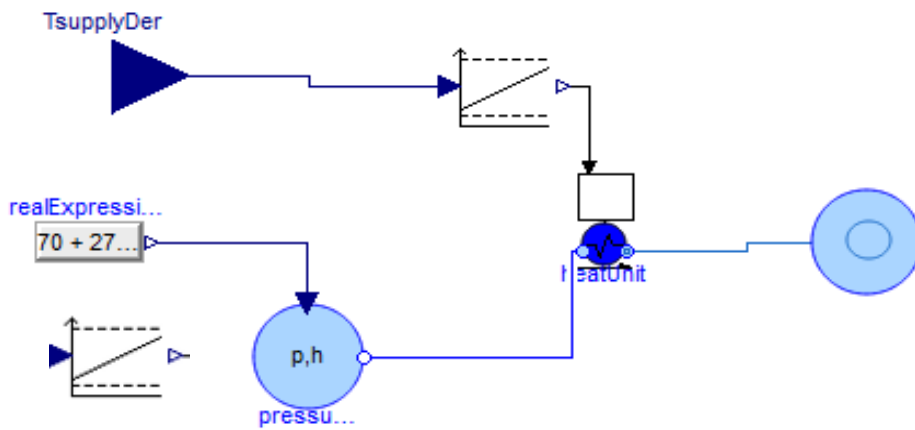 TsupplyDer
realExpressi...
70 + 27...
heatUnit
p,h
pressu...